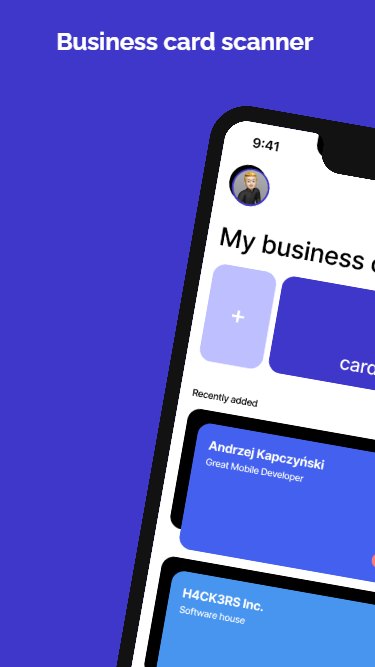 Business card scanner
9:41
My business c
+
card
Recently added
Andrzej Kapczyński
Great Mobile Developer
H4CK3RS Inc.
Software house